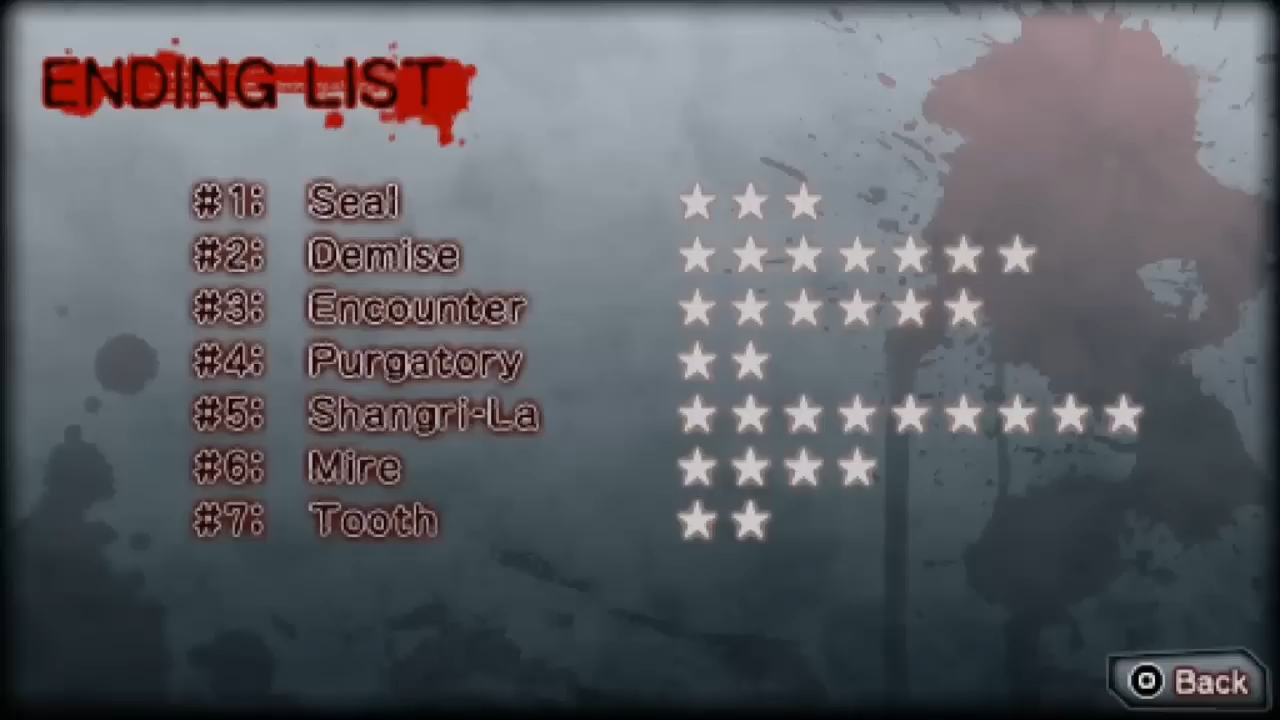 ENDING LIST
#1: Seal ★★★
#2: Demise ★★★★★★★
#3: Encounter ★★★★★★
#4: Purgatory ★★
#5: Shangri-La ★★★★★★★★★
#6: Mire ★★★★
#7: Tooth ★★
Back